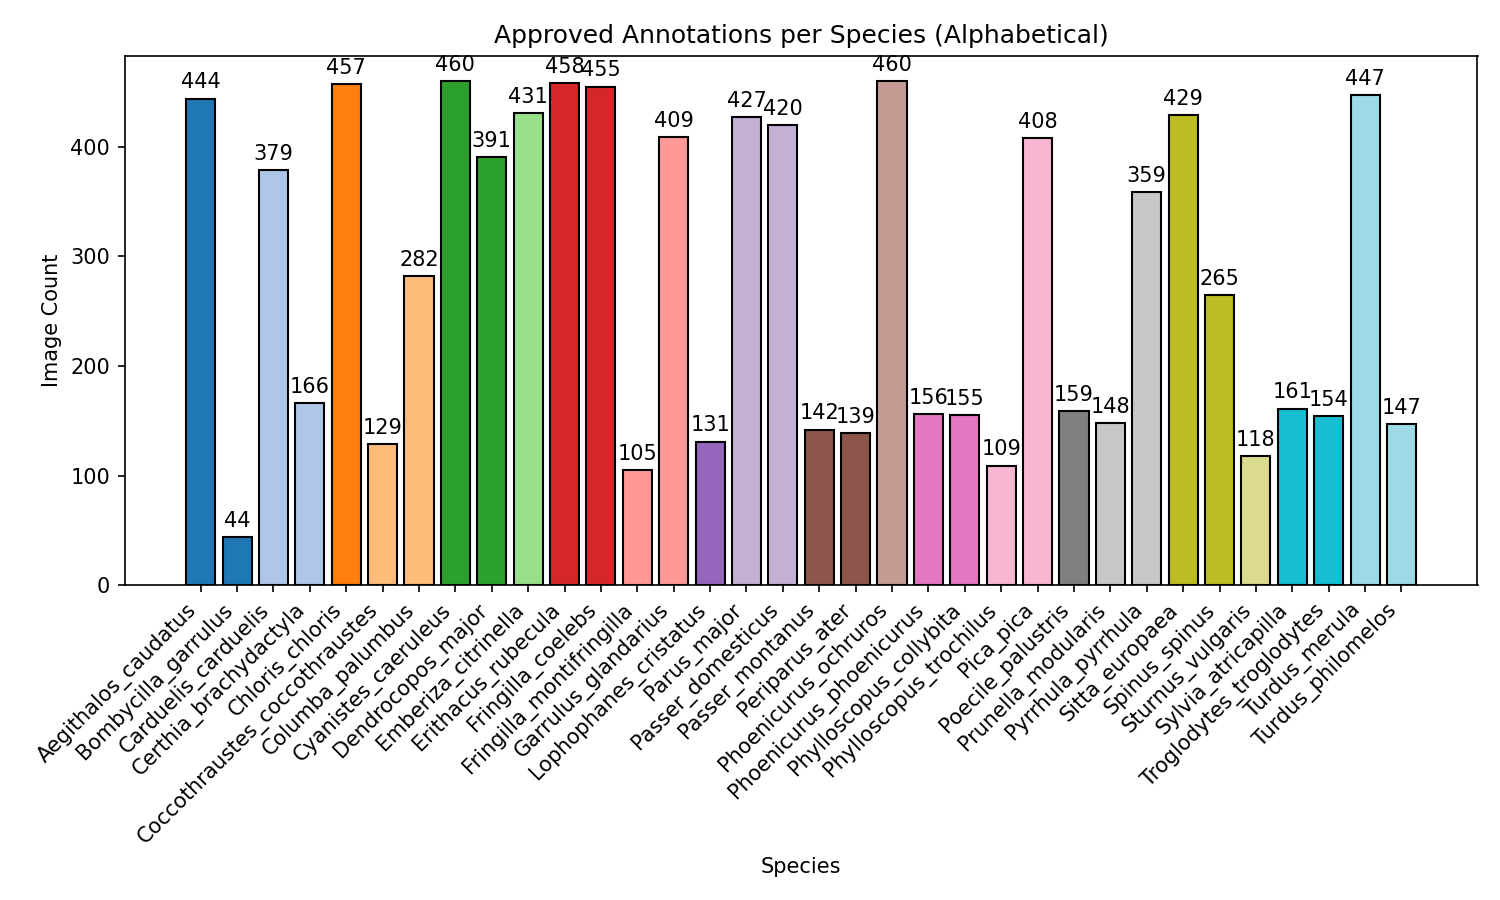 Approved Annotations per Species (Alphabetical)
Image Count
400
300
200
100
0
444
44
379
166
457
129
282
460
391
431
458
455
105
409
131
427
420
142
139
460
156
155
109
408
159
148
359
429
265
118
161
154
447
147
Aegithalos_caudatus
Bombycilla_garrulus
Carduelis_carduelis
Certhia_brachydactyla
Chloris_chloris
Coccothraustes_coccothraustes
Columba_palumbus
Cyanistes_caeruleus
Dendrocopos_major
Emberiza_citrinella
Erithacus_rubecula
Fringilla_coelebs
Fringilla_montifringilla
Garrulus_glandarius
Lophophanes_cristatus
Parus_major
Passer_domesticus
Passer_montanus
Periparus_ater
Phoenicurus_ochruros
Phoenicurus_phoenicurus
Phylloscopus_collybita
Phylloscopus_trochilus
Pica_pica
Poecile_palustris
Prunella_modularis
Pyrrhula_pyrrhula
Sitta_europaea
Spinus_spinus
Sturnus_vulgaris
Sylvia_atricapilla
Troglodytes_troglodytes
Turdus_merula
Turdus_philomelos
Species